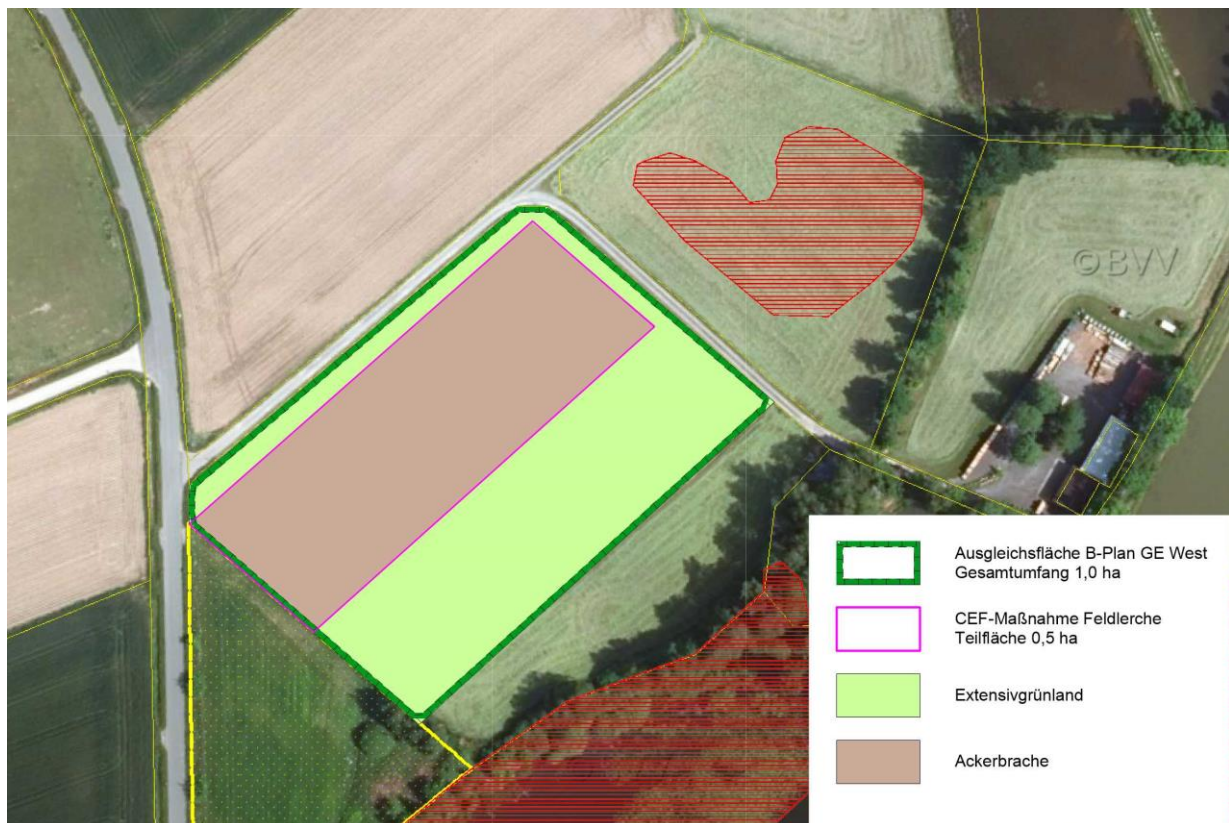 ©BVV
Ausgleichsfläche B-Plan GE West
Gesamtumfang 1,0 ha
CEF-Maßnahme Feldlerche
Teilfläche 0,5 ha
Extensivgrünland
Ackerbrache